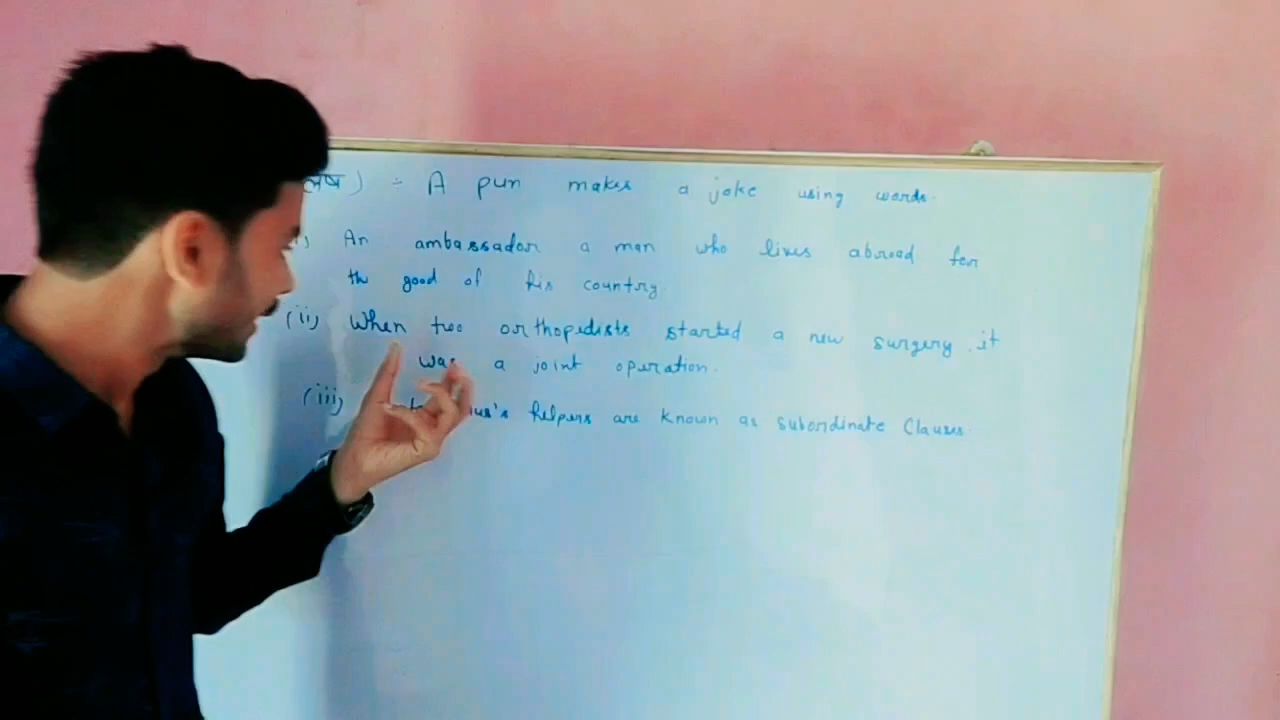 ) ÷ A pun makes a joke using words.
An ambassador a man who lives abroad for
the good of his country.
(ii) When two orthopedists started a new surgery, it
was a joint operation.
(iii) helpers are known as subordinate Clauses.